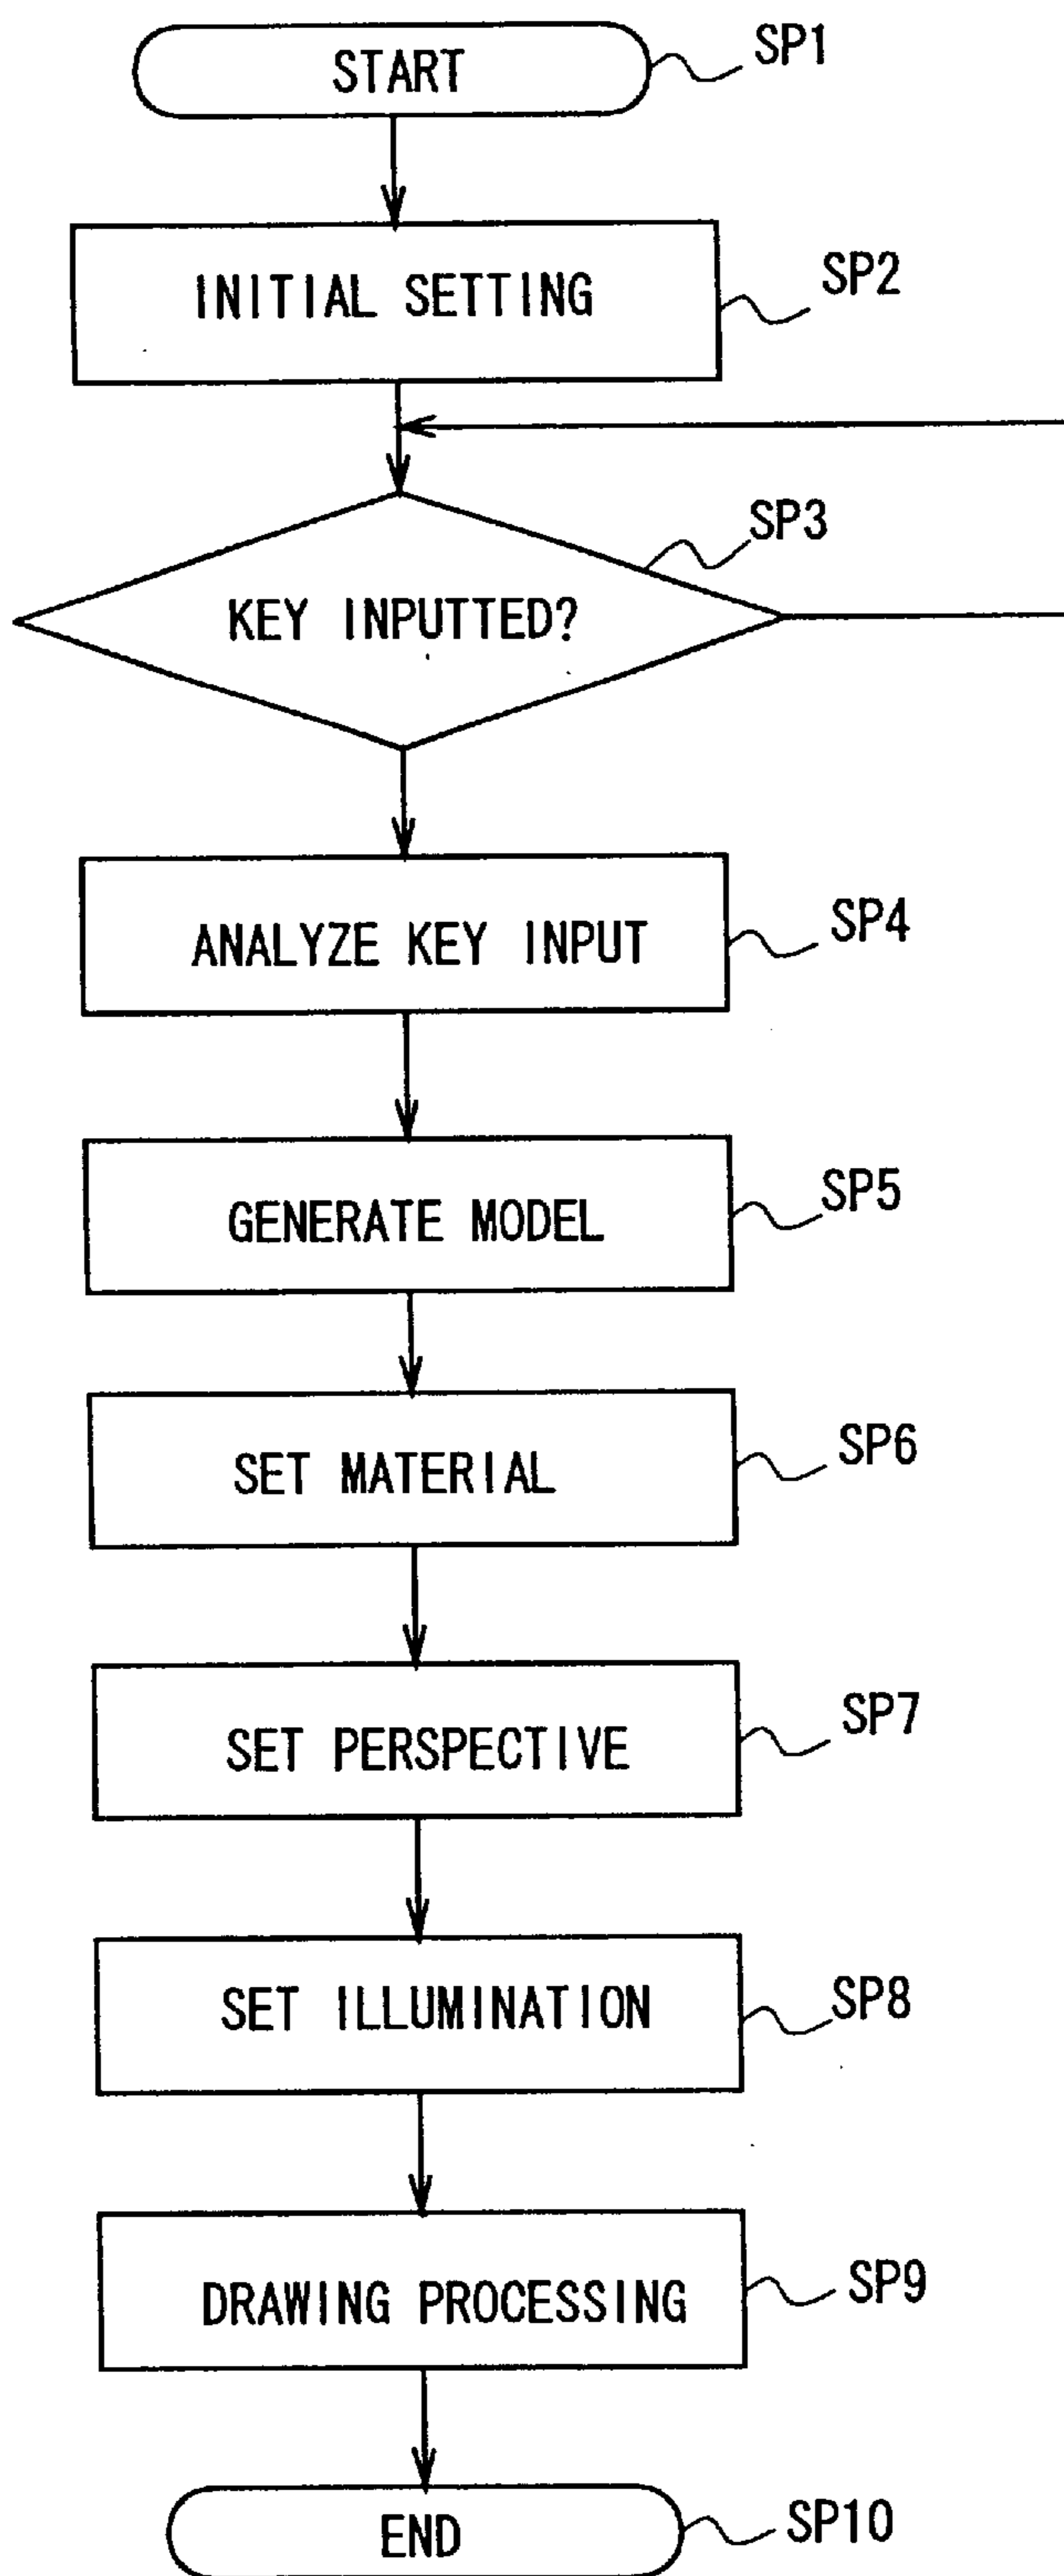 START
SP1
INITIAL SETTING
SP2
KEY INPUTTED?
SP3
ANALYZE KEY INPUT
SP4
GENERATE MODEL
SP5
SET MATERIAL
SP6
SET PERSPECTIVE
SP7
SET ILLUMINATION
SP8
DRAWING PROCESSING
SP9
END
SP10